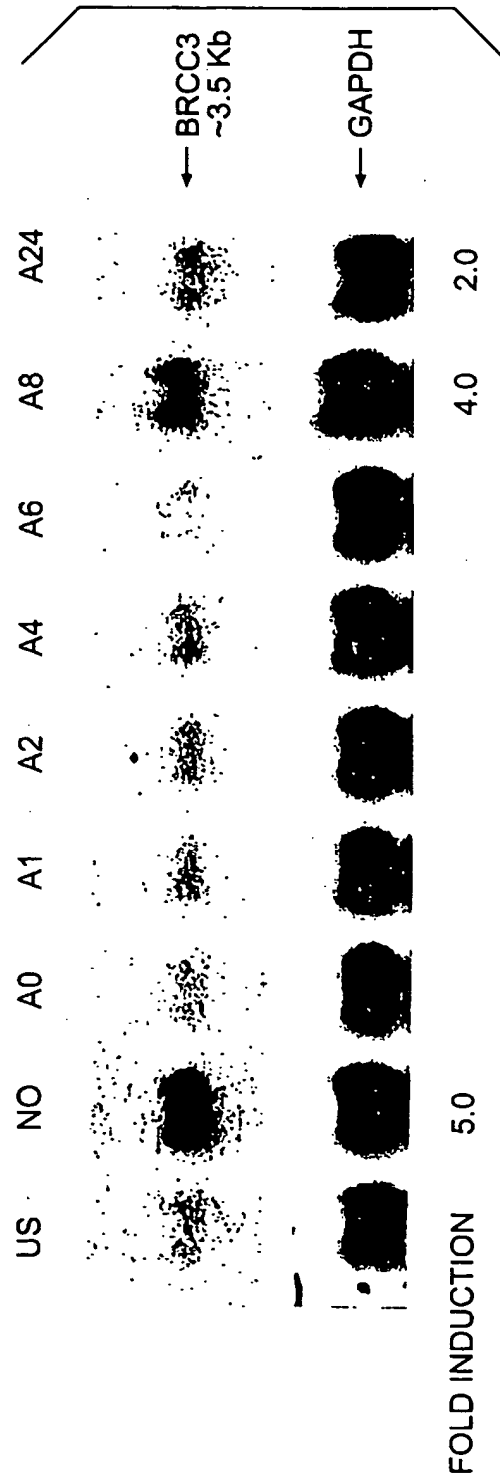 US NO A0 A1 A2 A4 A6 A8 A24
← BRCC3
~3.5 Kb
← GAPDH
FOLD INDUCTION 5.0 4.0 2.0